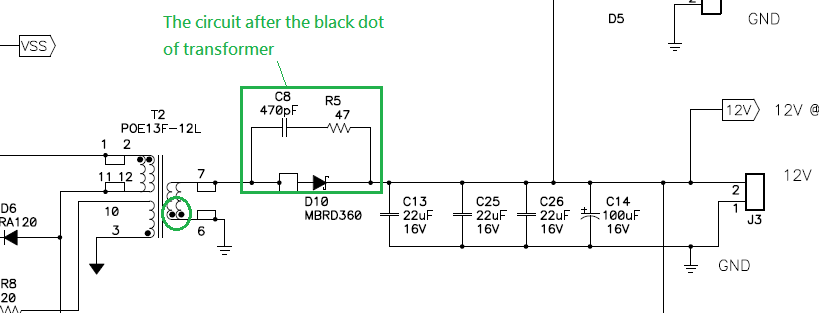 The circuit after the black dot
of transformer
D5
2
GND
VSS
C8
470pF
R5
47
T2
POE13F-12L
1 2
11 12
10
3
7
6
D10
MBRD360
C13
22uF
16V
C25
22uF
16V
C26
22uF
16V
C14
+
100uF
16V
12V
12V @
12V
2
1
J3
GND
D6
RA120
R8
20